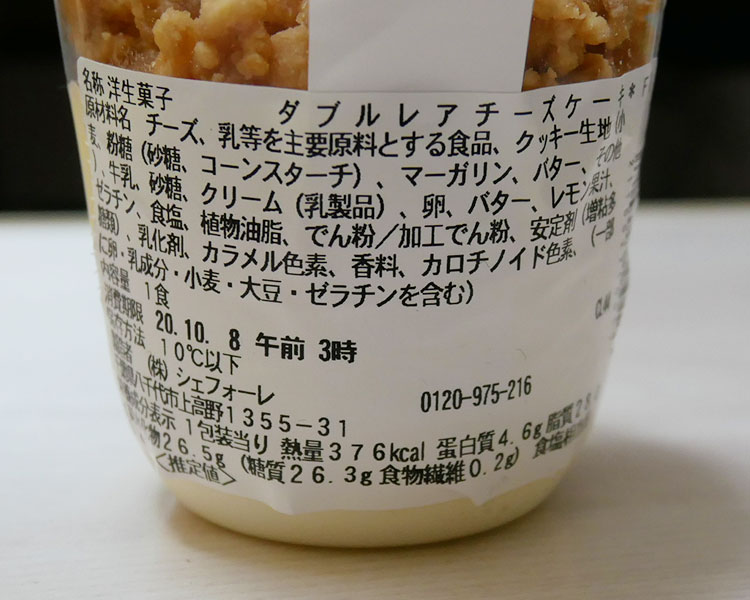 名称 洋生菓子
ダブルレアチーズケーキ＊F
原材料名 チーズ、乳等を主要原料とする食品、クッキー生地(小
麦、粉糖(砂糖、コーンスターチ)、マーガリン、バター、その他
)、牛乳、砂糖、クリーム(乳製品)、卵、バター、レモン果汁、
ゼラチン、食塩、植物油脂、でん粉／加工でん粉、安定剤(増粘多
糖類)、乳化剤、カラメル色素、香料、カロチノイド色素、(一部
に卵・乳成分・小麦・大豆・ゼラチンを含む)
内容量 1食
消費期限 20.10. 8 午前 3時
保存方法 10℃以下
(株)シェフォーレ
八千代市上高野1355-31
0120-975-216
成分表示 1包装当り 熱量376kcal 蛋白質4.6g 脂質2
物26.5g (糖質26.3g 食物繊維0.2g) 食塩相
〈推定値〉